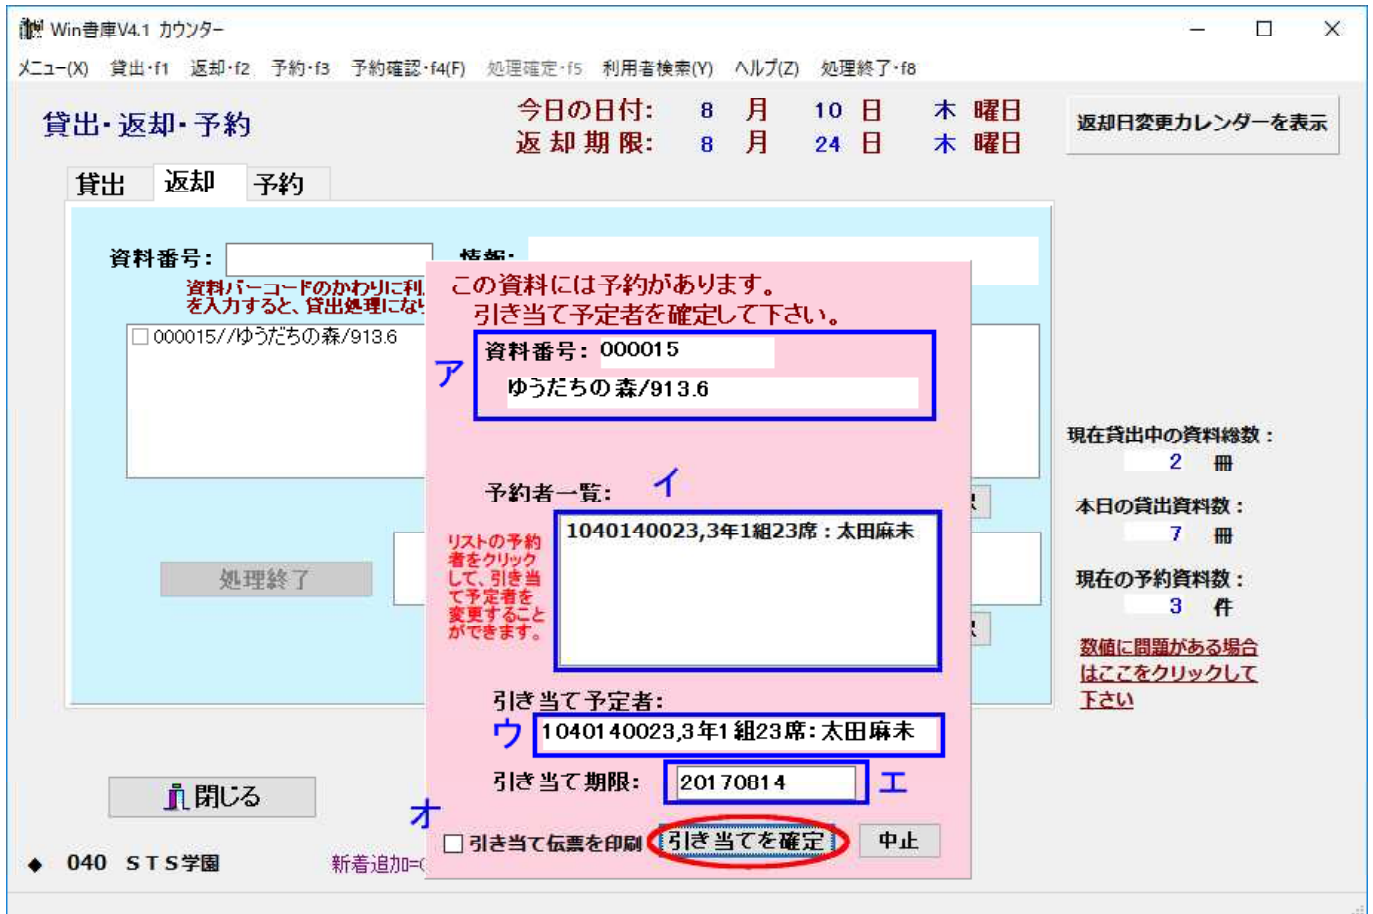 Win書庫V4.1 カウンター
メニュー(X) 貸出・f1 返却・f2 予約・f3 予約確認・f4(F) 処理確定・f5 利用者検索(Y) ヘルプ(Z) 処理終了・f8
貸出・返却・予約
今日の日付: 8 月 10 日 木 曜日
返却期限: 8 月 24 日 木 曜日
返却日変更カレンダーを表示
貸出 返却 予約
資料番号:
資料バーコードのかわりに利
を入力すると、貸出処理にな
000015//ゆうだちの森/913.6
処理終了
この資料には予約があります。
引き当て予定者を確定して下さい。
ア
資料番号: 000015
ゆうだちの森/913.6
予約者一覧: イ
リストの予約
者をクリック
して、引き当
て予定者を
変更すること
ができます。
1040140023,3年1組23席：太田麻未
引き当て予定者:
ウ 1040140023,3年1組23席：太田麻未
引き当て期限: 20170814 エ
オ
引き当て伝票を印刷 引き当てを確定 中止
現在貸出中の資料総数：
2 冊
本日の貸出資料数：
7 冊
現在の予約資料数：
3 件
数値に問題がある場合
はここをクリックして
下さい
閉じる
◆ 040 ＳＴＳ学園 新着追加=